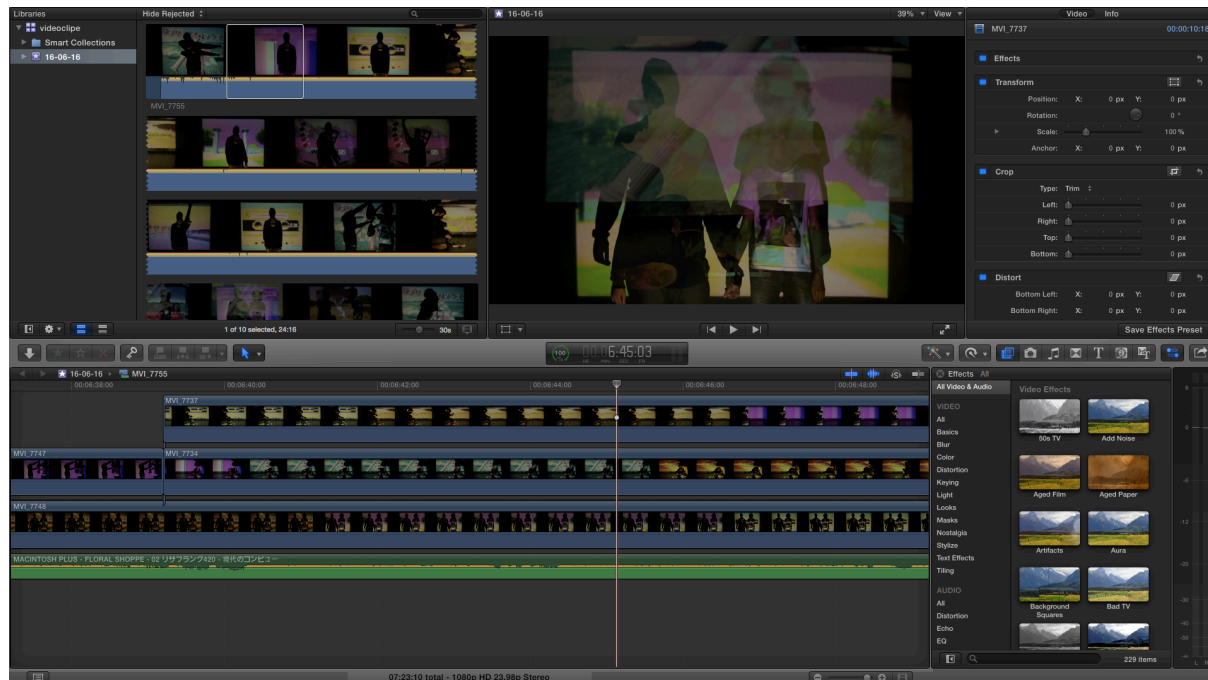 Libraries
videoclipe
Smart Collections
16-06-16
Hide Rejected
MVI_7755
1 of 10 selected, 24:16
30s
16-06-16
39%
View
Video
Info
MVI_7737
00:00:10:18
Effects
Transform
Position: X: 0 px Y: 0 px
Rotation: 0 °
Scale: 100 %
Anchor: X: 0 px Y: 0 px
Crop
Type: Trim
Left: 0 px
Right: 0 px
Top: 0 px
Bottom: 0 px
Distort
Bottom Left: X: 0 px Y: 0 px
Bottom Right: X: 0 px Y: 0 px
Save Effects Preset
100
6:45:03
16-06-16
MVI_7755
00:06:38:00
00:06:40:00
00:06:42:00
00:06:44:00
00:06:46:00
00:06:48:00
MVI_7737
MVI_7747
MVI_7734
MVI_7748
MACINTOSH PLUS - FLORAL SHOPPE - 02 リサフランク420 - 現代のコンピュー
Effects All
All Video & Audio
VIDEO
All
Basics
Blur
Color
Distortion
Keying
Light
Looks
Masks
Nostalgia
Stylize
Text Effects
Tiling
AUDIO
All
Distortion
Echo
EQ
Video Effects
50s TV
Add Noise
Aged Film
Aged Paper
Artifacts
Aura
Background Squares
Bad TV
229 items
6
0
-6
-12
-20
-30
-40
-50
07:23:10 total - 1080p HD 23.98p Stereo